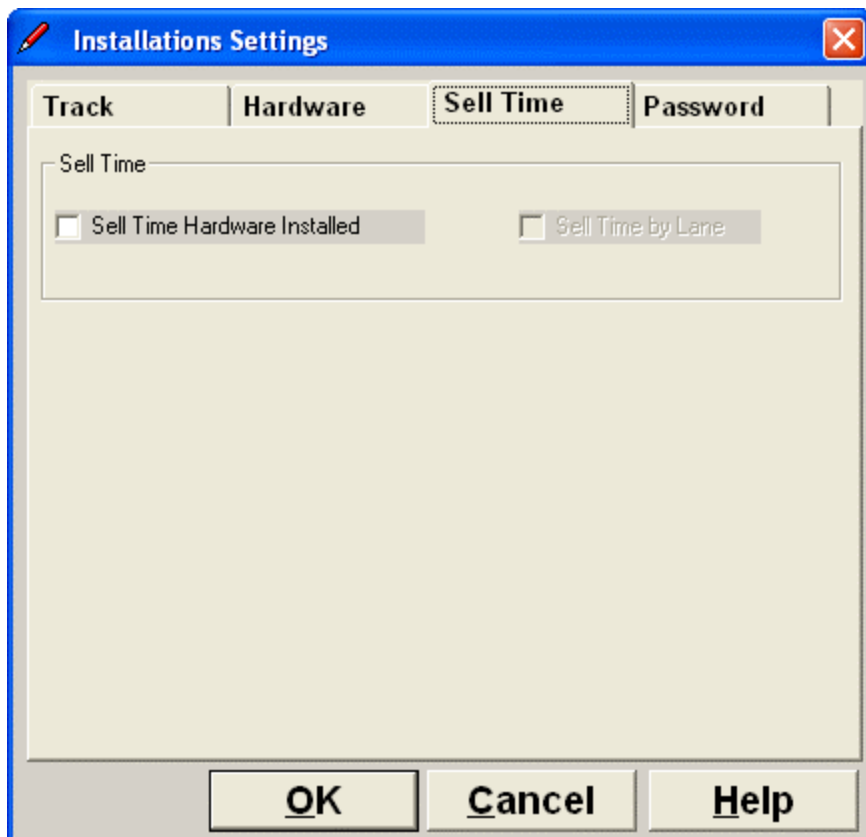 Installations Settings
Track Hardware Sell Time Password
Sell Time
Sell Time Hardware Installed Sell Time by Lane
OK Cancel Help